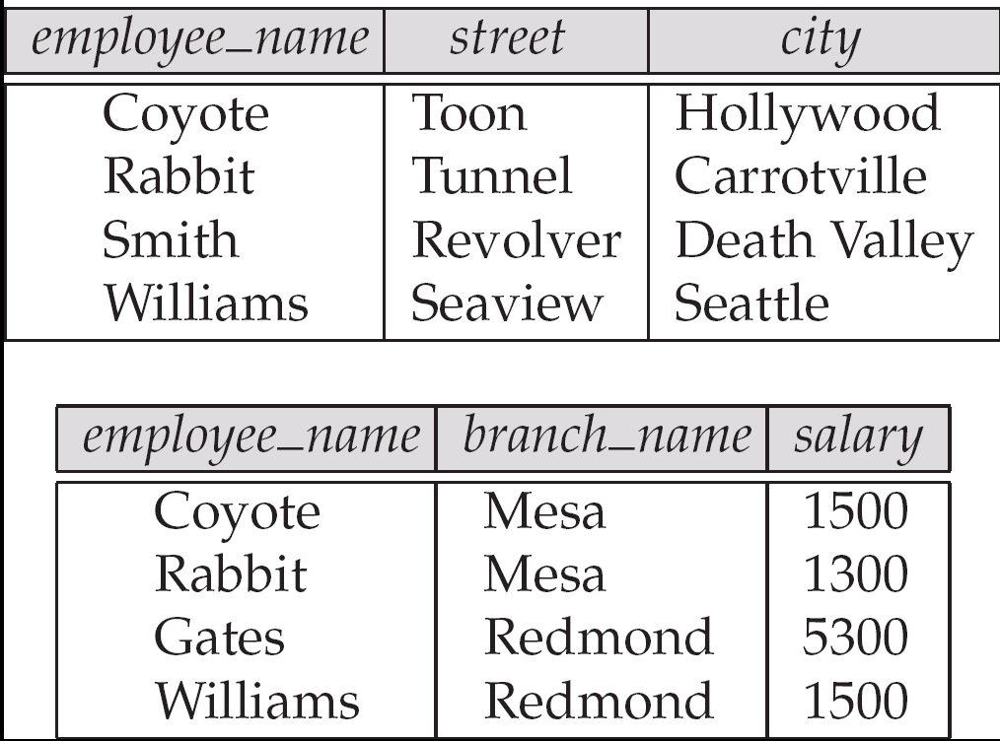 employee_name street city
Coyote Toon Hollywood
Rabbit Tunnel Carrotville
Smith Revolver Death Valley
Williams Seaview Seattle
employee_name branch_name salary
Coyote Mesa 1500
Rabbit Mesa 1300
Gates Redmond 5300
Williams Redmond 1500